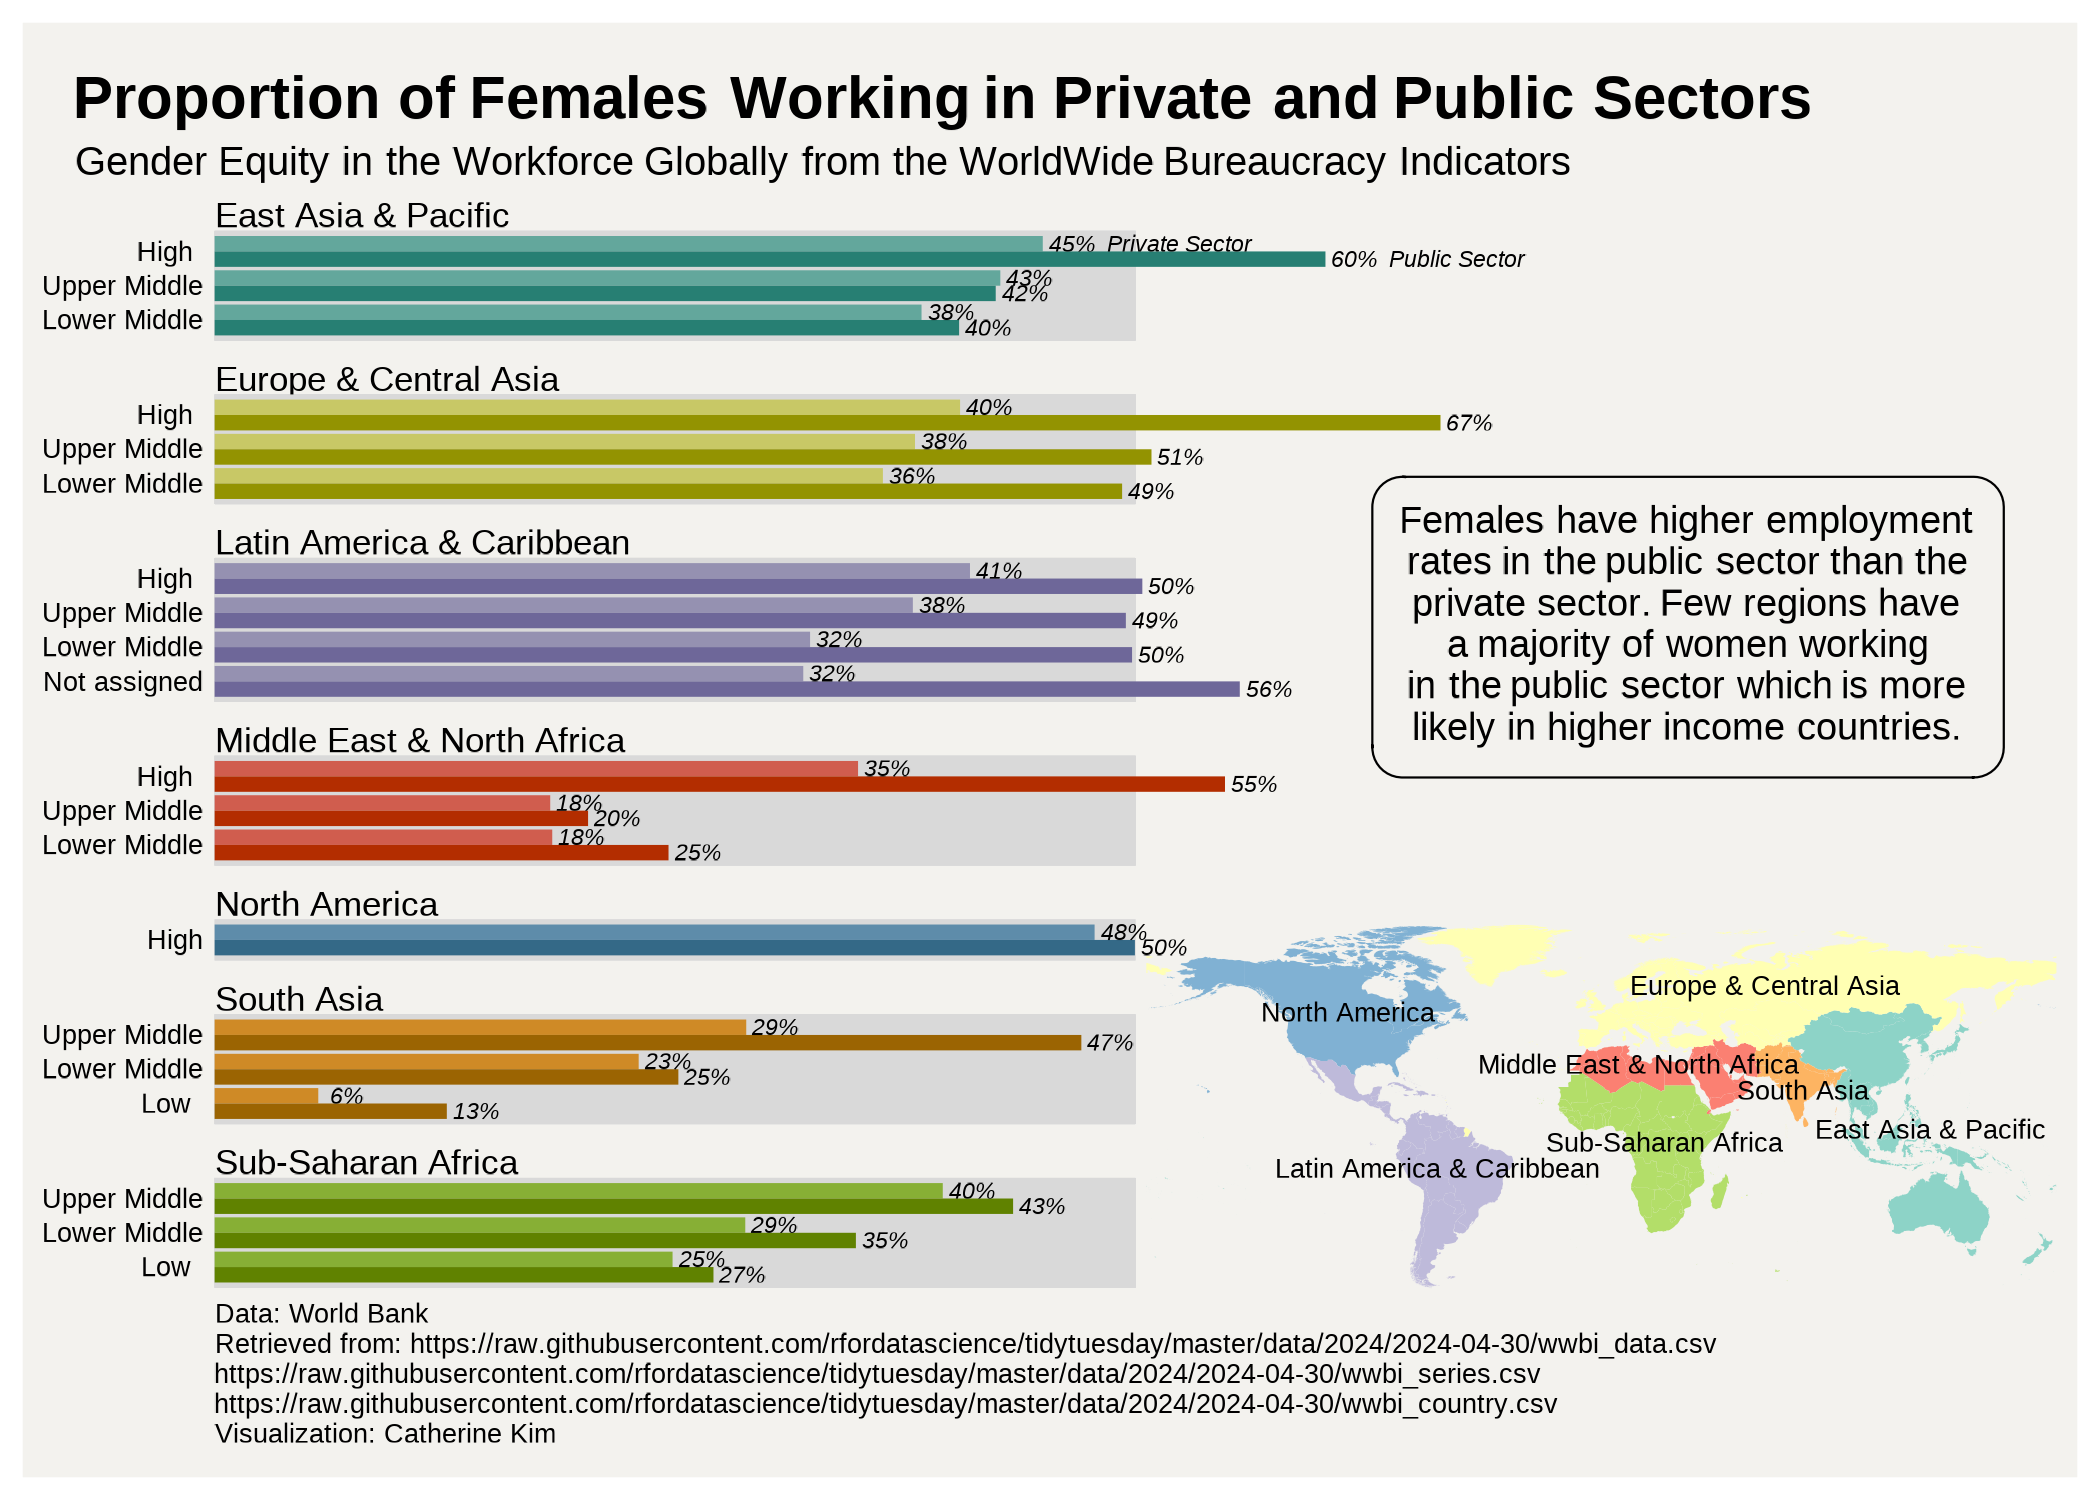 Proportion of Females Working in Private and Public Sectors
Gender Equity in the Workforce Globally from the WorldWide Bureaucracy Indicators
East Asia & Pacific
High 45% Private Sector
60% Public Sector
Upper Middle 43%
42%
Lower Middle 38%
40%
Europe & Central Asia
High 40%
67%
Upper Middle 38%
51%
Lower Middle 36%
49%
Latin America & Caribbean
High 41%
50%
Upper Middle 38%
49%
Lower Middle 32%
50%
Not assigned 32%
56%
Middle East & North Africa
High 35%
55%
Upper Middle 18%
20%
Lower Middle 18%
25%
North America
High 48%
50%
South Asia
Upper Middle 29%
47%
Lower Middle 23%
25%
Low 6%
13%
Sub-Saharan Africa
Upper Middle 40%
43%
Lower Middle 29%
35%
Low 25%
27%
Females have higher employment
rates in the public sector than the
private sector. Few regions have
a majority of women working
in the public sector which is more
likely in higher income countries.
Europe & Central Asia
North America
Middle East & North Africa
South Asia
East Asia & Pacific
Sub-Saharan Africa
Latin America & Caribbean
Data: World Bank
Retrieved from: https://raw.githubusercontent.com/rfordatascience/tidytuesday/master/data/2024/2024-04-30/wwbi_data.csv
https://raw.githubusercontent.com/rfordatascience/tidytuesday/master/data/2024/2024-04-30/wwbi_series.csv
https://raw.githubusercontent.com/rfordatascience/tidytuesday/master/data/2024/2024-04-30/wwbi_country.csv
Visualization: Catherine Kim